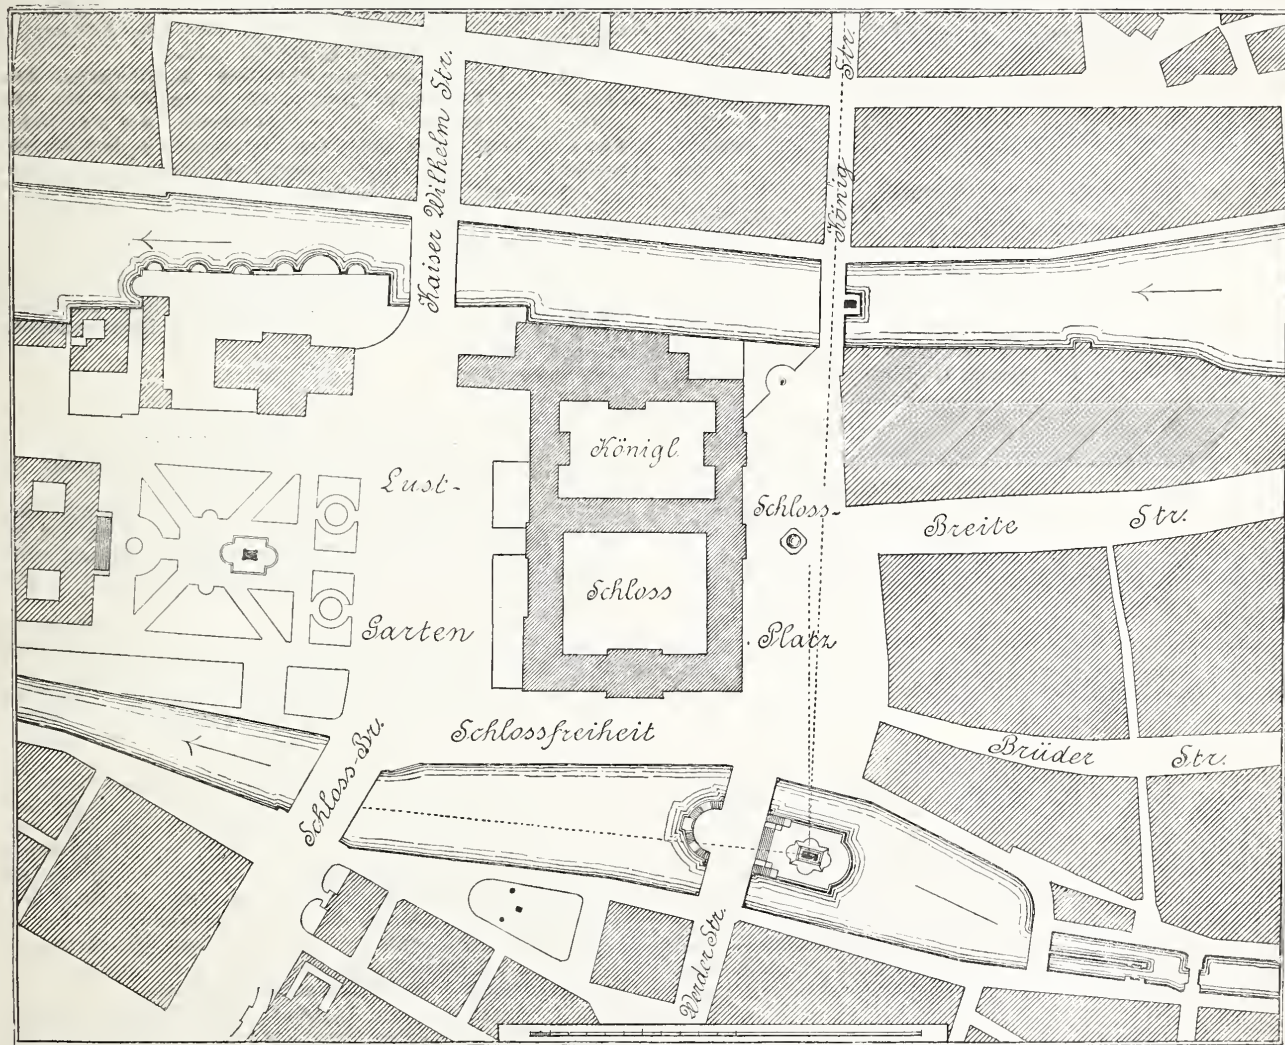 Kaiser Wilhelm Str.
König Str.
Lust-
Garten
Königl.
Schloss
Schloss-
Platz
Breite Str.
Brüder Str.
Schlossfreiheit
Schloss-Br.
Werder Str.